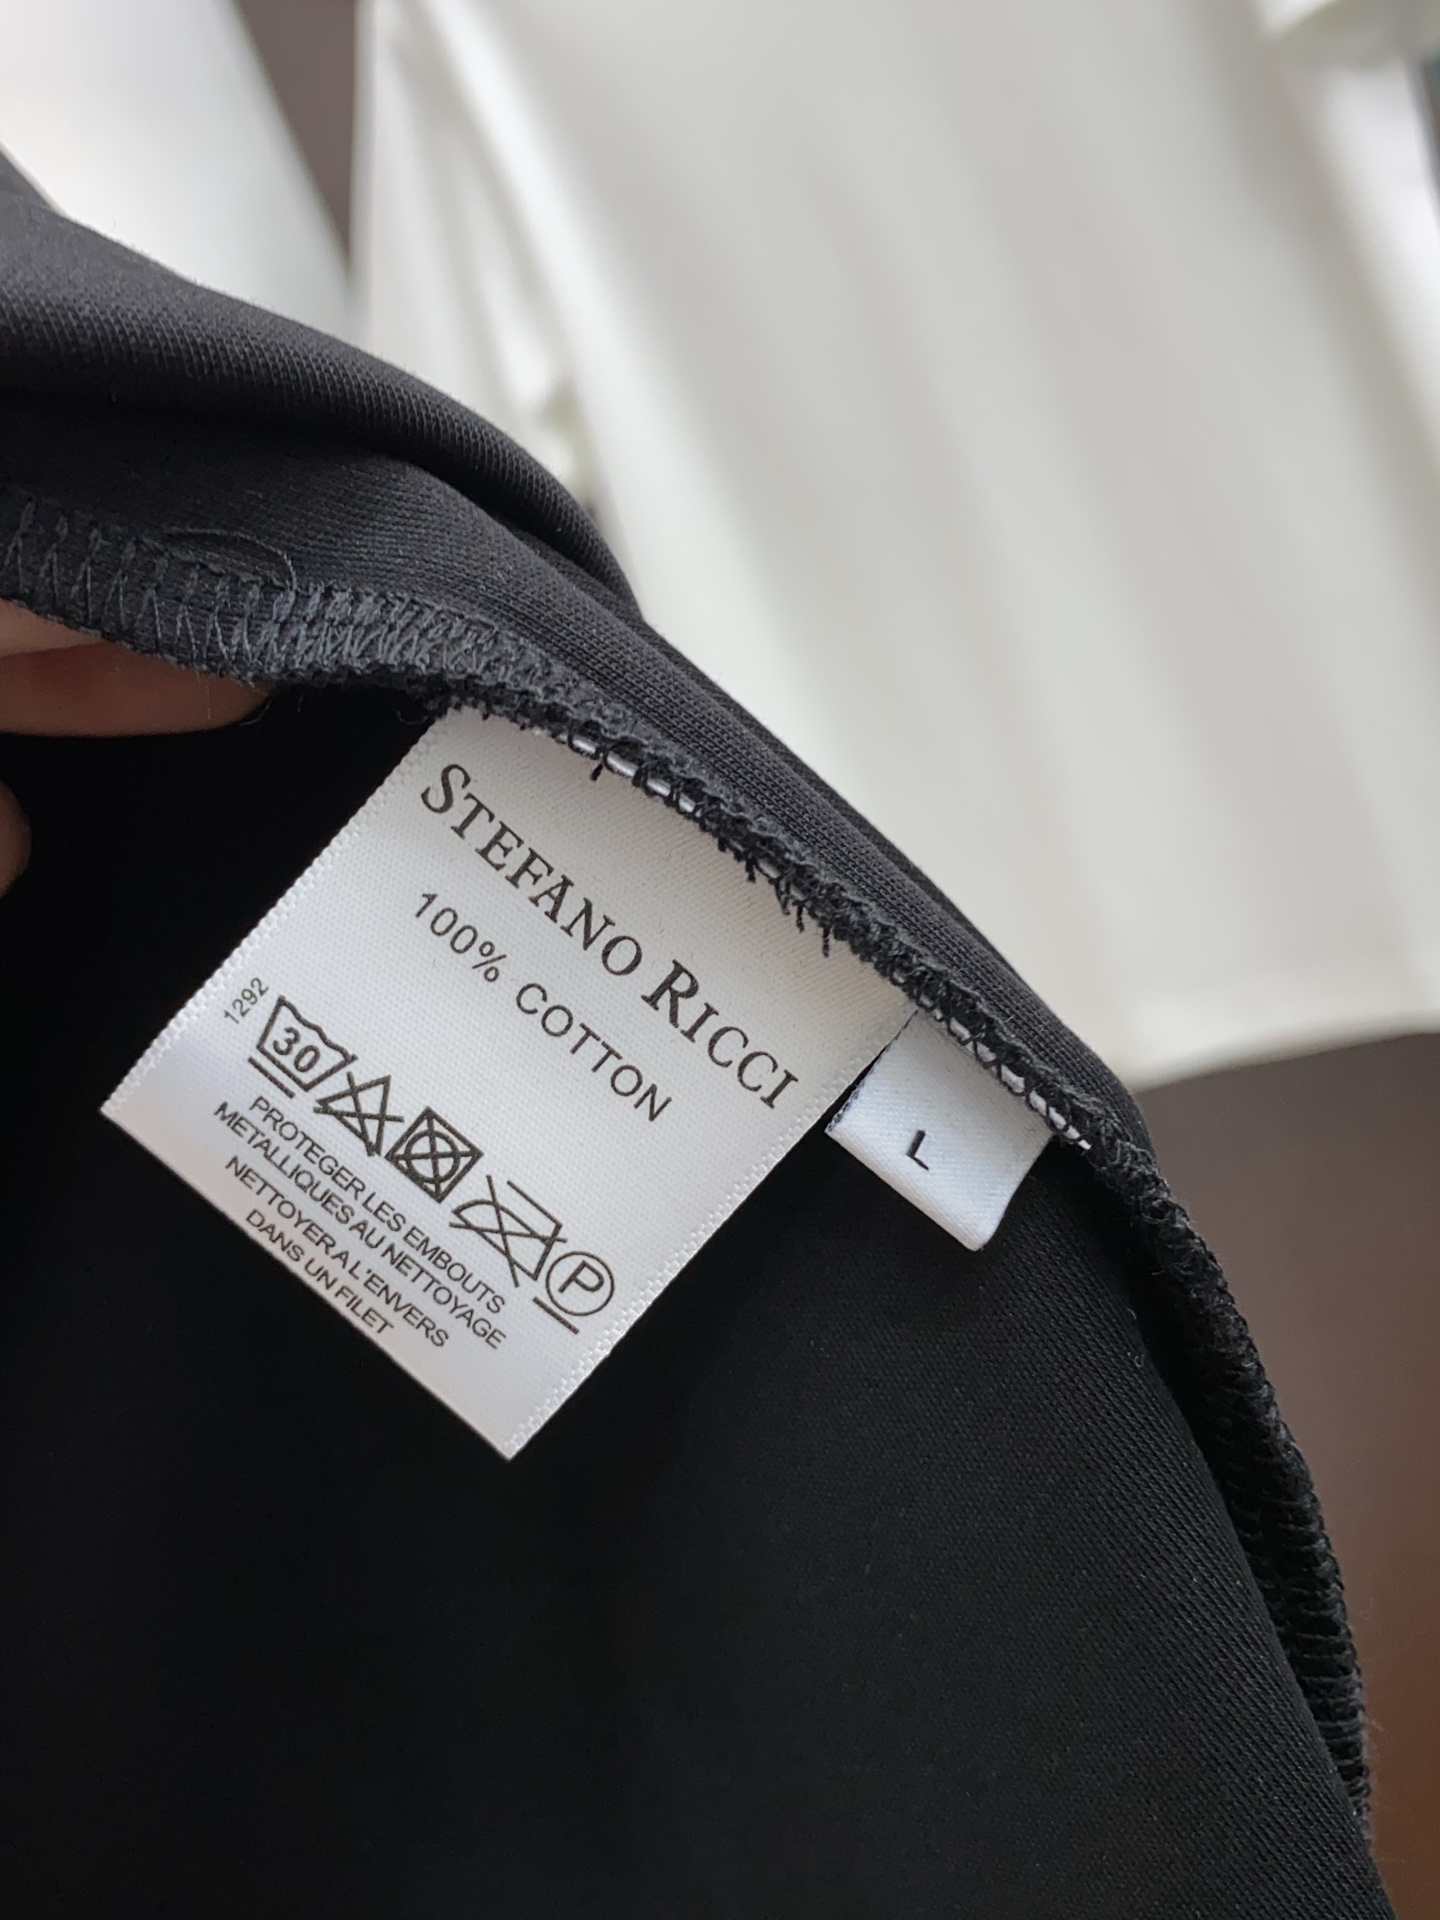 STEFANO RICCI
100% COTTON
1292
30
P
PROTEGER LES EMBOUTS
METALLIQUES AU NETTOYAGE
NETTOYER A L'ENVERS
DANS UN FILET
L